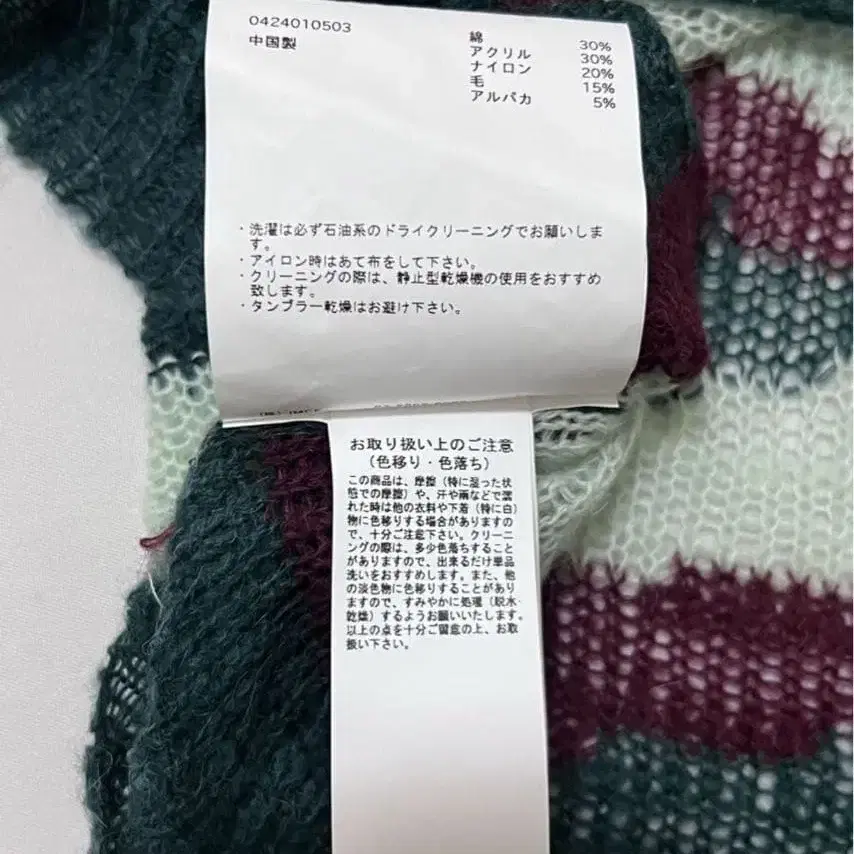 0424010503
中国製
綿 30%
アクリル 30%
ナイロン 20%
毛 15%
アルパカ 5%
・洗濯は必ず石油系のドライクリーニングでお願いしま
す。
・アイロン時はあて布をして下さい。
・クリーニングの際は、静止型乾燥機の使用をおすすめ
致します。
・タンブラー乾燥はお避け下さい。
お取り扱い上のご注意
（色移り・色落ち）
この商品は、摩擦（特に湿った状
態での摩擦）や、汗や雨などで濡
れた時は他の衣料や下着（特に白）
物に色移りする場合がありますの
で、十分ご注意下さい。クリーニ
ングの際は、多少色落ちすること
がありますので、出来るだけ単品
洗いをおすすめします。また、他
の淡色物に色移りすることがあり
ますので、すみやかに処理（脱水・
乾燥）するようお願いいたします。
以上の点を十分ご留意の上、お取
扱い下さい。